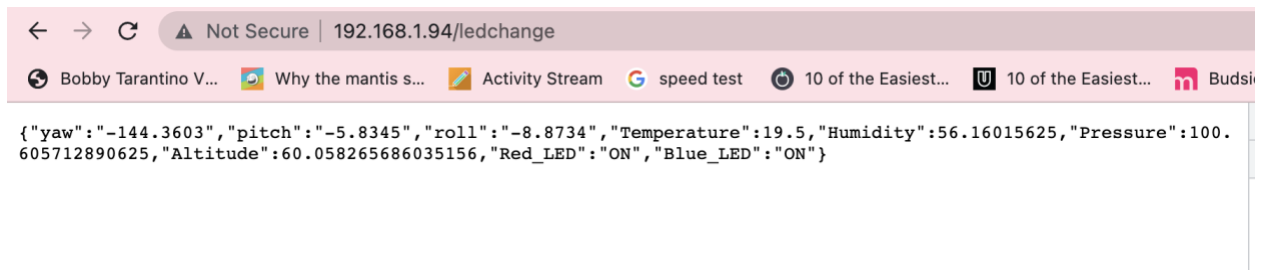 Not Secure | 192.168.1.94/ledchange
Bobby Tarantino V... Why the mantis s... Activity Stream speed test 10 of the Easiest... 10 of the Easiest... Budsi
{"yaw":"-144.3603","pitch":"-5.8345","roll":"-8.8734","Temperature":19.5,"Humidity":56.16015625,"Pressure":100.
605712890625,"Altitude":60.058265686035156,"Red_LED":"ON","Blue_LED":"ON"}